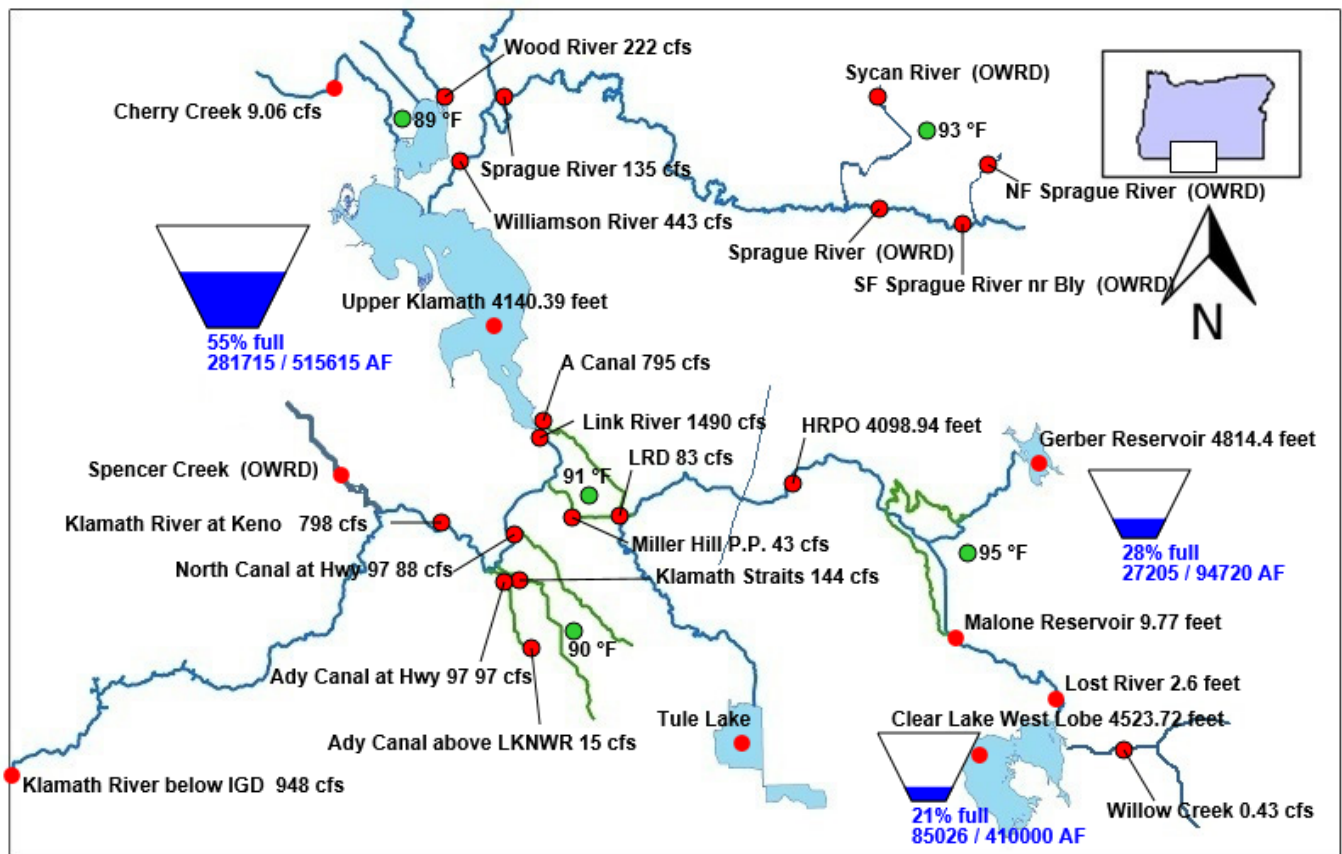 Wood River 222 cfs
Sycan River (OWRD)
Cherry Creek 9.06 cfs
89 °F
93 °F
Sprague River 135 cfs
NF Sprague River (OWRD)
Williamson River 443 cfs
Sprague River (OWRD)
SF Sprague River nr Bly (OWRD)
N
Upper Klamath 4140.39 feet
55% full
281715 / 515615 AF
A Canal 795 cfs
Link River 1490 cfs
HRPO 4098.94 feet
Gerber Reservoir 4814.4 feet
LRD 83 cfs
Spencer Creek (OWRD)
91 °F
Klamath River at Keno 798 cfs
Miller Hill P.P. 43 cfs
95 °F
28% full
27205 / 94720 AF
North Canal at Hwy 97 88 cfs
Klamath Straits 144 cfs
Malone Reservoir 9.77 feet
90 °F
Ady Canal at Hwy 97 97 cfs
Lost River 2.6 feet
Tule Lake
Clear Lake West Lobe 4523.72 feet
Ady Canal above LKNWR 15 cfs
Klamath River below IGD 948 cfs
Willow Creek 0.43 cfs
21% full
85026 / 410000 AF